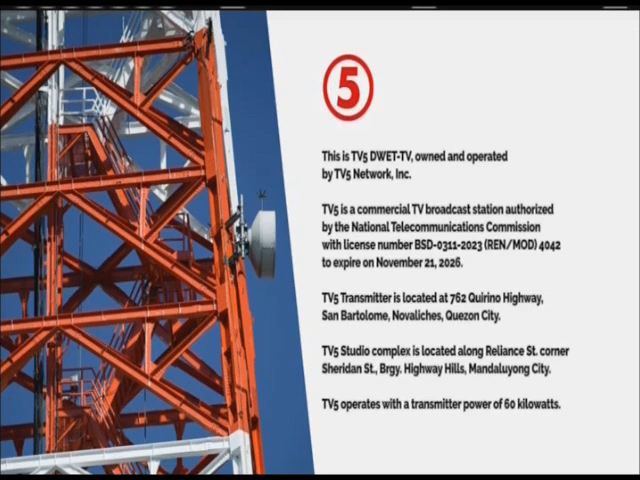 5
This is TV5 DWET-TV, owned and operated
by TV5 Network, Inc.
TV5 is a commercial TV broadcast station authorized
by the National Telecommunications Commission
with license number BSD-0311-2023 (REN/MOD) 4042
to expire on November 21, 2026.
TV5 Transmitter is located at 762 Quirino Highway,
San Bartolome, Novaliches, Quezon City.
TV5 Studio complex is located along Reliance St. corner
Sheridan St., Brgy. Highway Hills, Mandaluyong City.
TV5 operates with a transmitter power of 60 kilowatts.